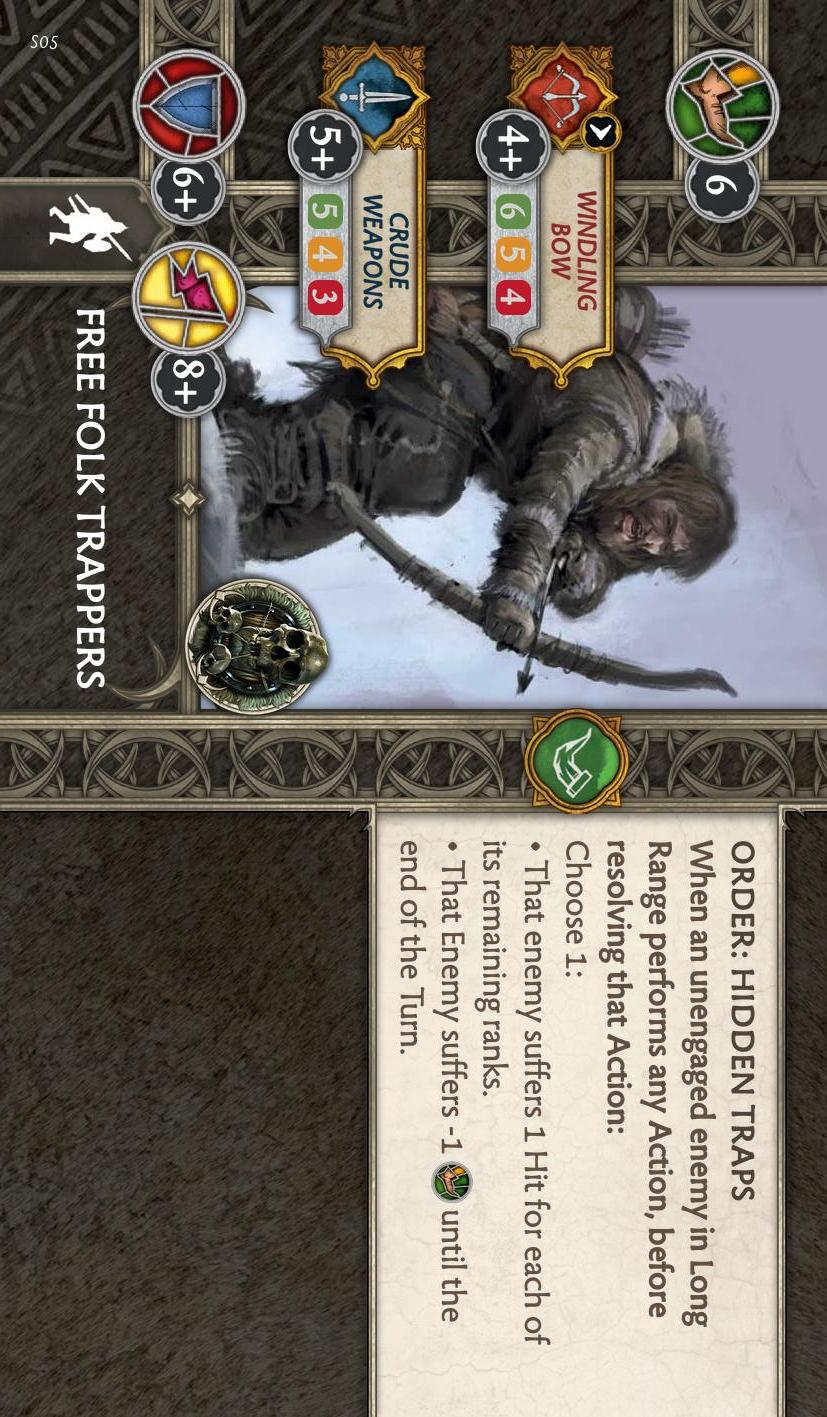 6
WINDLING
BOW
4+
6 5 4
CRUDE
WEAPONS
5+
5 4 3
6+
8+
FREE FOLK TRAPPERS
S05
ORDER: HIDDEN TRAPS
When an unengaged enemy in Long
Range performs any Action, before
resolving that Action:
Choose 1:
• That enemy suffers 1 Hit for each of
its remaining ranks.
• That Enemy suffers -1 until the
end of the Turn.